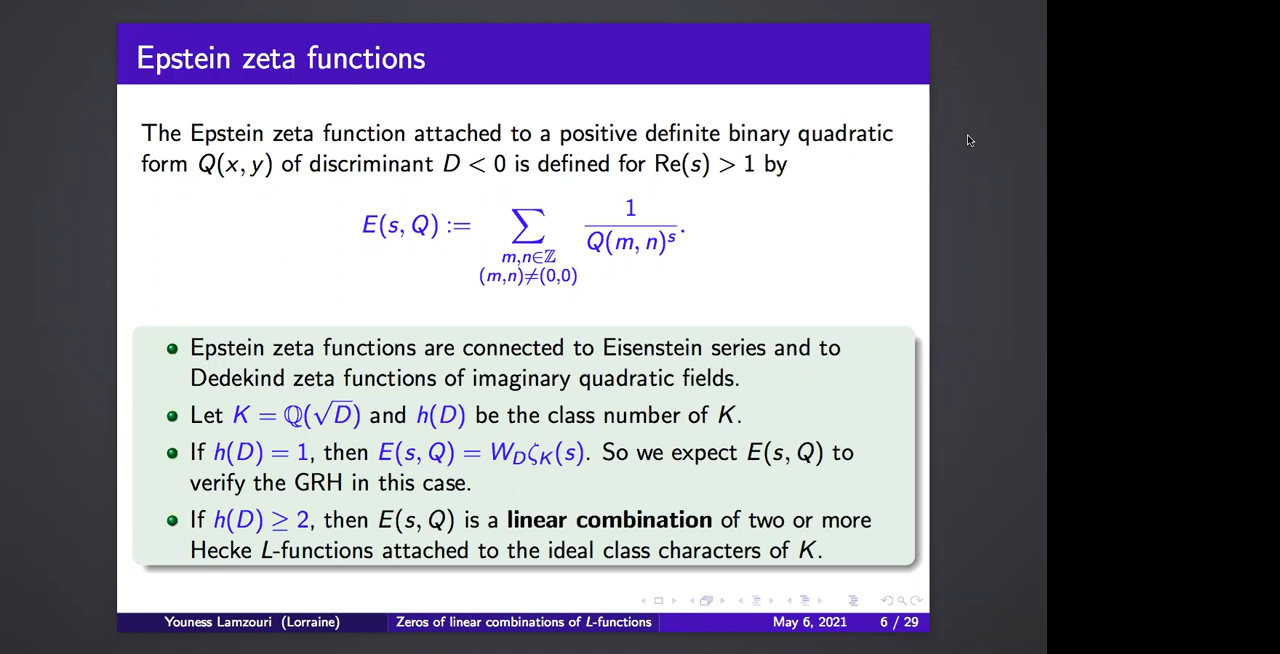 Epstein zeta functions
The Epstein zeta function attached to a positive definite binary quadratic
form Q(x, y) of discriminant D < 0 is defined for Re(s) > 1 by
E(s, Q) := ∑ 1 / Q(m, n)^s.
m,n∈ℤ
(m,n)≠(0,0)
Epstein zeta functions are connected to Eisenstein series and to
Dedekind zeta functions of imaginary quadratic fields.
Let K = ℚ(√D) and h(D) be the class number of K.
If h(D) = 1, then E(s, Q) = W_D ζ_K(s). So we expect E(s, Q) to
verify the GRH in this case.
If h(D) ≥ 2, then E(s, Q) is a linear combination of two or more
Hecke L-functions attached to the ideal class characters of K.
Youness Lamzouri (Lorraine) Zeros of linear combinations of L-functions May 6, 2021 6 / 29